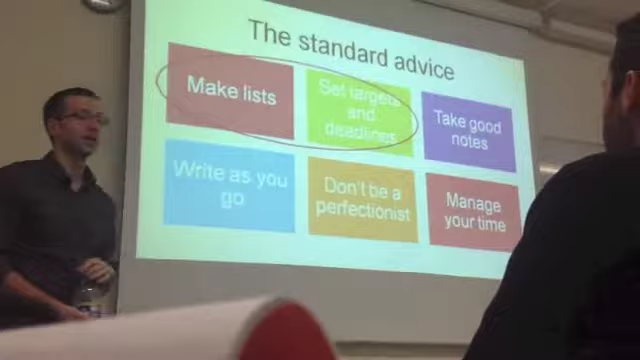 The standard advice
Make lists
Set targets
and
deadlines
Take good
notes
Write as you
go
Don't be a
perfectionist
Manage
your time